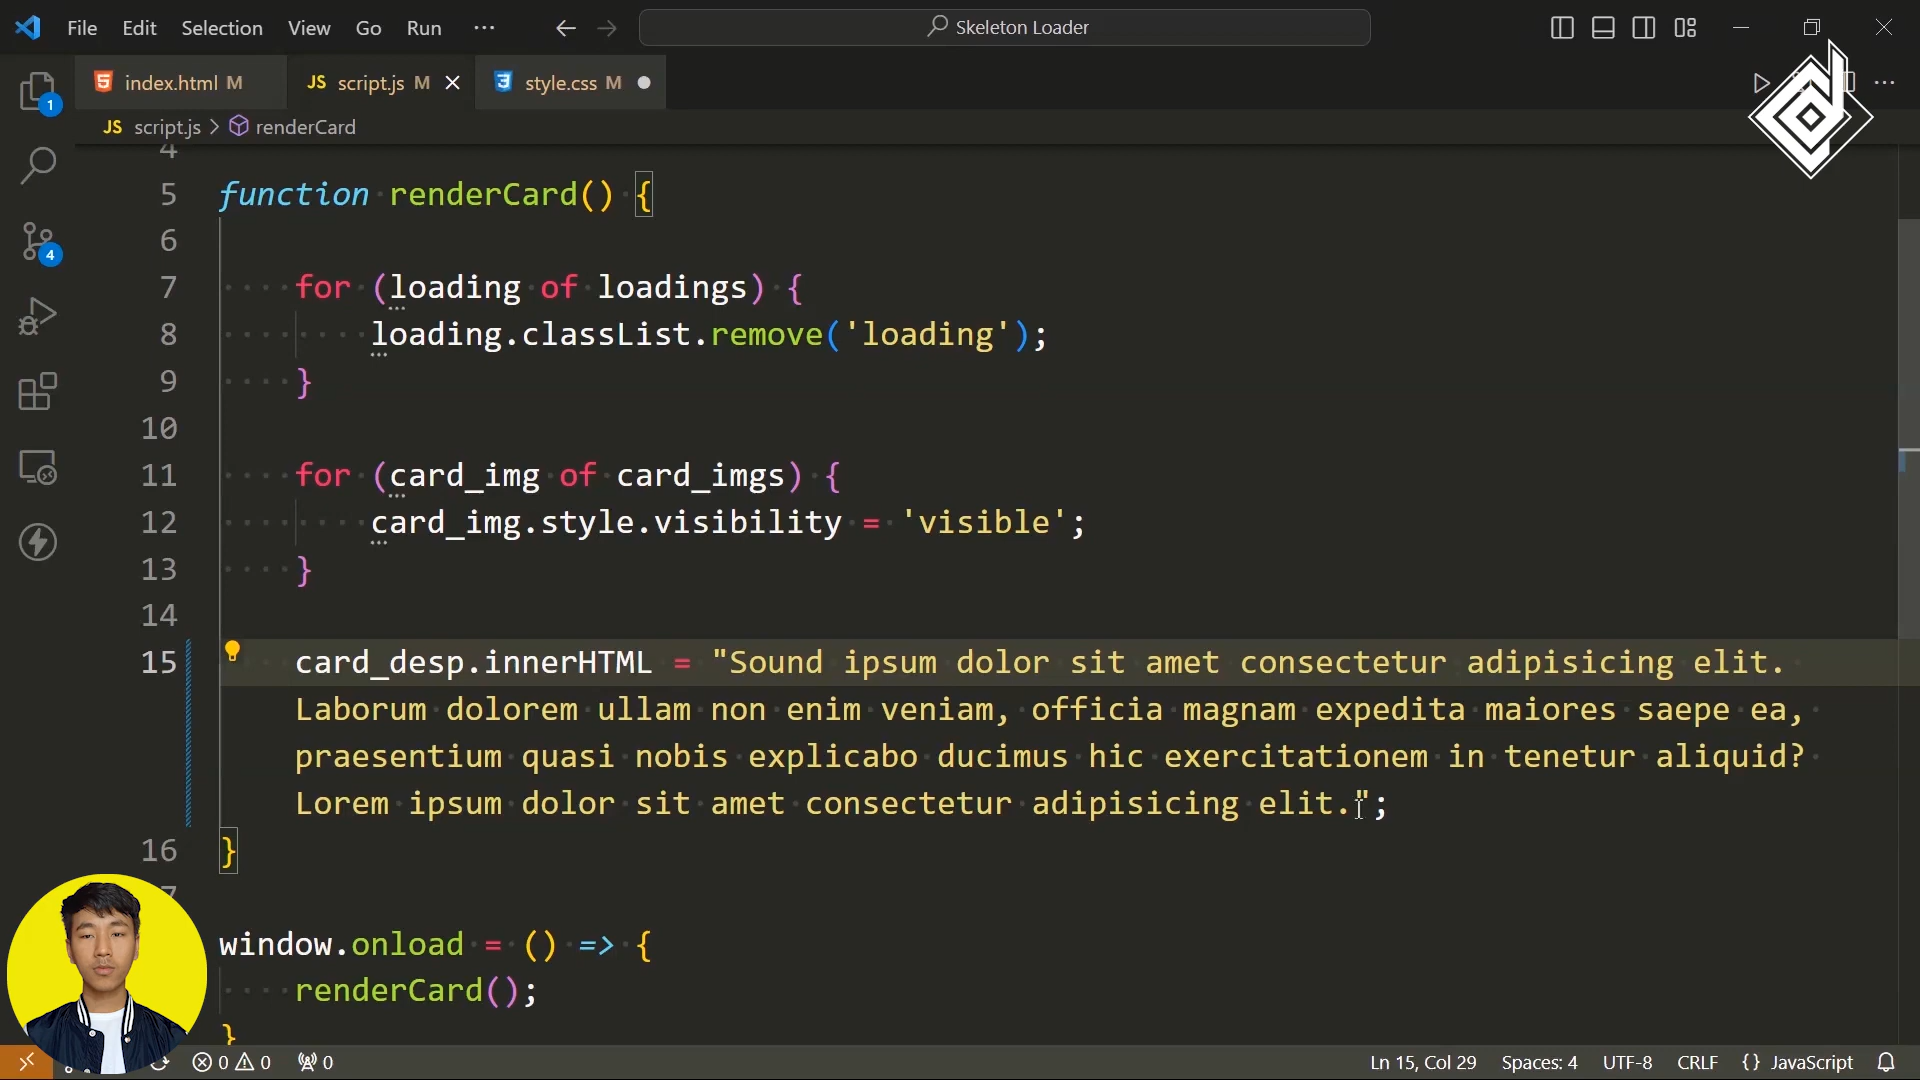 File Edit Selection View Go Run ··· Skeleton Loader
index.html M JS script.js M style.css M
JS script.js > renderCard
1
4
4
5 function renderCard() {
6
7 for (loading of loadings) {
8 loading.classList.remove('loading');
9 }
10
11 for (card_img of card_imgs) {
12 card_img.style.visibility = 'visible';
13 }
14
15 card_desp.innerHTML = "Sound ipsum dolor sit amet consectetur adipisicing elit.
Laborum dolorem ullam non enim veniam, officia magnam expedita maiores saepe ea,
praesentium quasi nobis explicabo ducimus hic exercitationem in tenetur aliquid?
Lorem ipsum dolor sit amet consectetur adipisicing elit.";
16 }
window.onload = () => {
renderCard();
}
0 0 0 Ln 15, Col 29 Spaces: 4 UTF-8 CRLF {} JavaScript